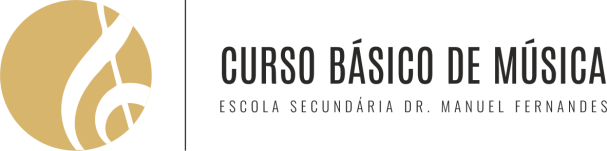 CURSO BÁSICO DE MÚSICA
ESCOLA SECUNDÁRIA DR. MANUEL FERNANDES